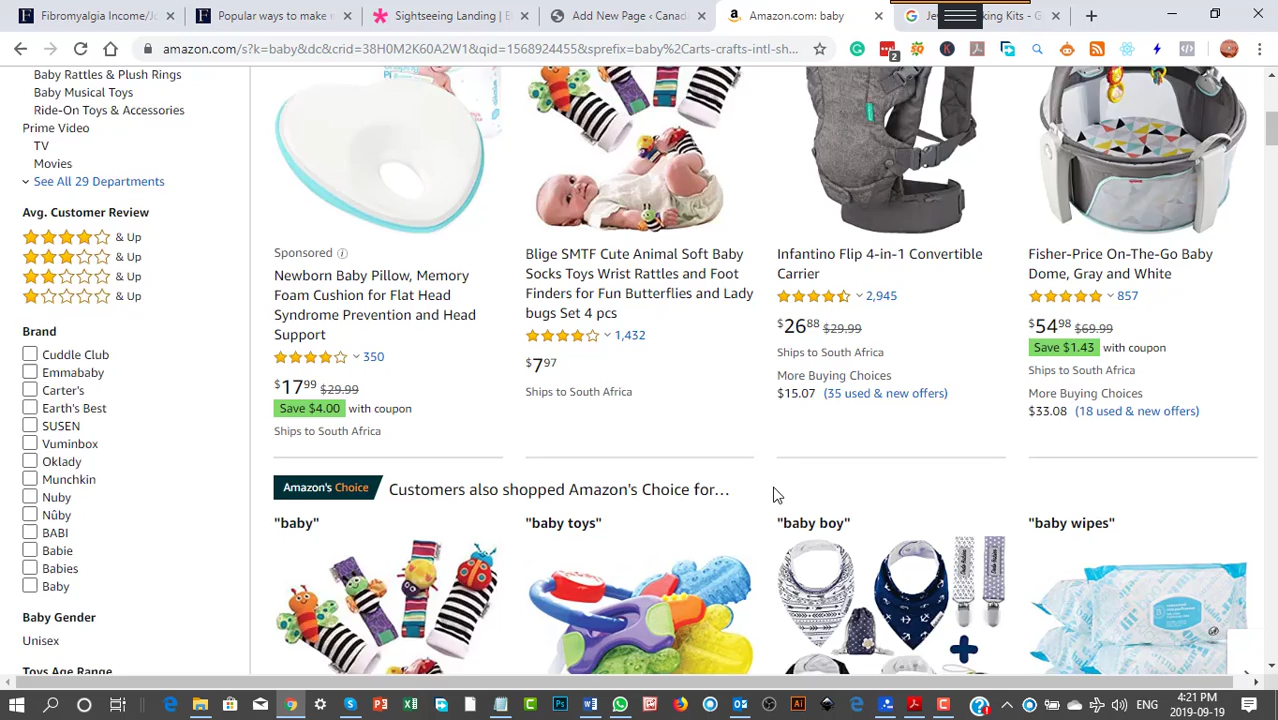 Fibromyalgia Income/Jo
Popular ways to make m
Sightseeing Landing | C
Add New Page ‹ Canadi
Amazon.com: baby
Jew king Kits - G
amazon.com/s?k=baby&dc&crid=38H0M2K60A2W1&qid=1568924455&sprefix=baby%2Carts-crafts-intl-sh...
2
Baby Rattles & Plush Rings
Baby Musical Toys
Ride-On Toys & Accessories
Prime Video
TV
Movies
See All 29 Departments
Avg. Customer Review
& Up
& Up
& Up
& Up
Brand
Cuddle Club
Emmababy
Carter's
Earth's Best
SUSEN
Vuminbox
Oklady
Munchkin
Nuby
Nûby
BABI
Babie
Babies
Baby
Baby Gender
Unisex
Toys Age Range
Sponsored
Newborn Baby Pillow, Memory
Foam Cushion for Flat Head
Syndrome Prevention and Head
Support
350
$17.99 $29.99
Save $4.00 with coupon
Ships to South Africa
Blige SMTF Cute Animal Soft Baby
Socks Toys Wrist Rattles and Foot
Finders for Fun Butterflies and Lady
bugs Set 4 pcs
1,432
$7.97
Ships to South Africa
Infantino Flip 4-in-1 Convertible
Carrier
2,945
$26.88 $29.99
Ships to South Africa
More Buying Choices
$15.07 (35 used & new offers)
Fisher-Price On-The-Go Baby
Dome, Gray and White
857
$54.98 $69.99
Save $1.43 with coupon
Ships to South Africa
More Buying Choices
$33.08 (18 used & new offers)
Amazon's Choice Customers also shopped Amazon's Choice for...
"baby"
"baby toys"
"baby boy"
"baby wipes"
ENG
4:21 PM
2019-09-19